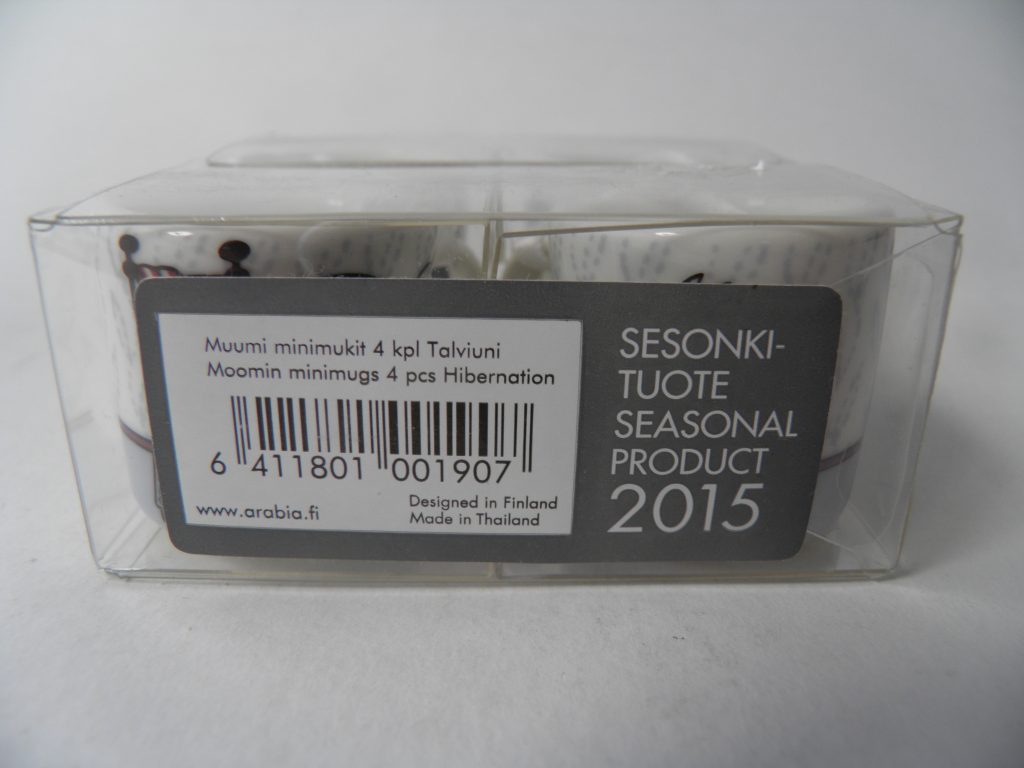 Muumi minimukit 4 kpl Talviuni
Moomin minimugs 4 pcs Hibernation
6 411801 001907
www.arabia.fi
Designed in Finland
Made in Thailand
SESONKI-
TUOTE
SEASONAL
PRODUCT
2015